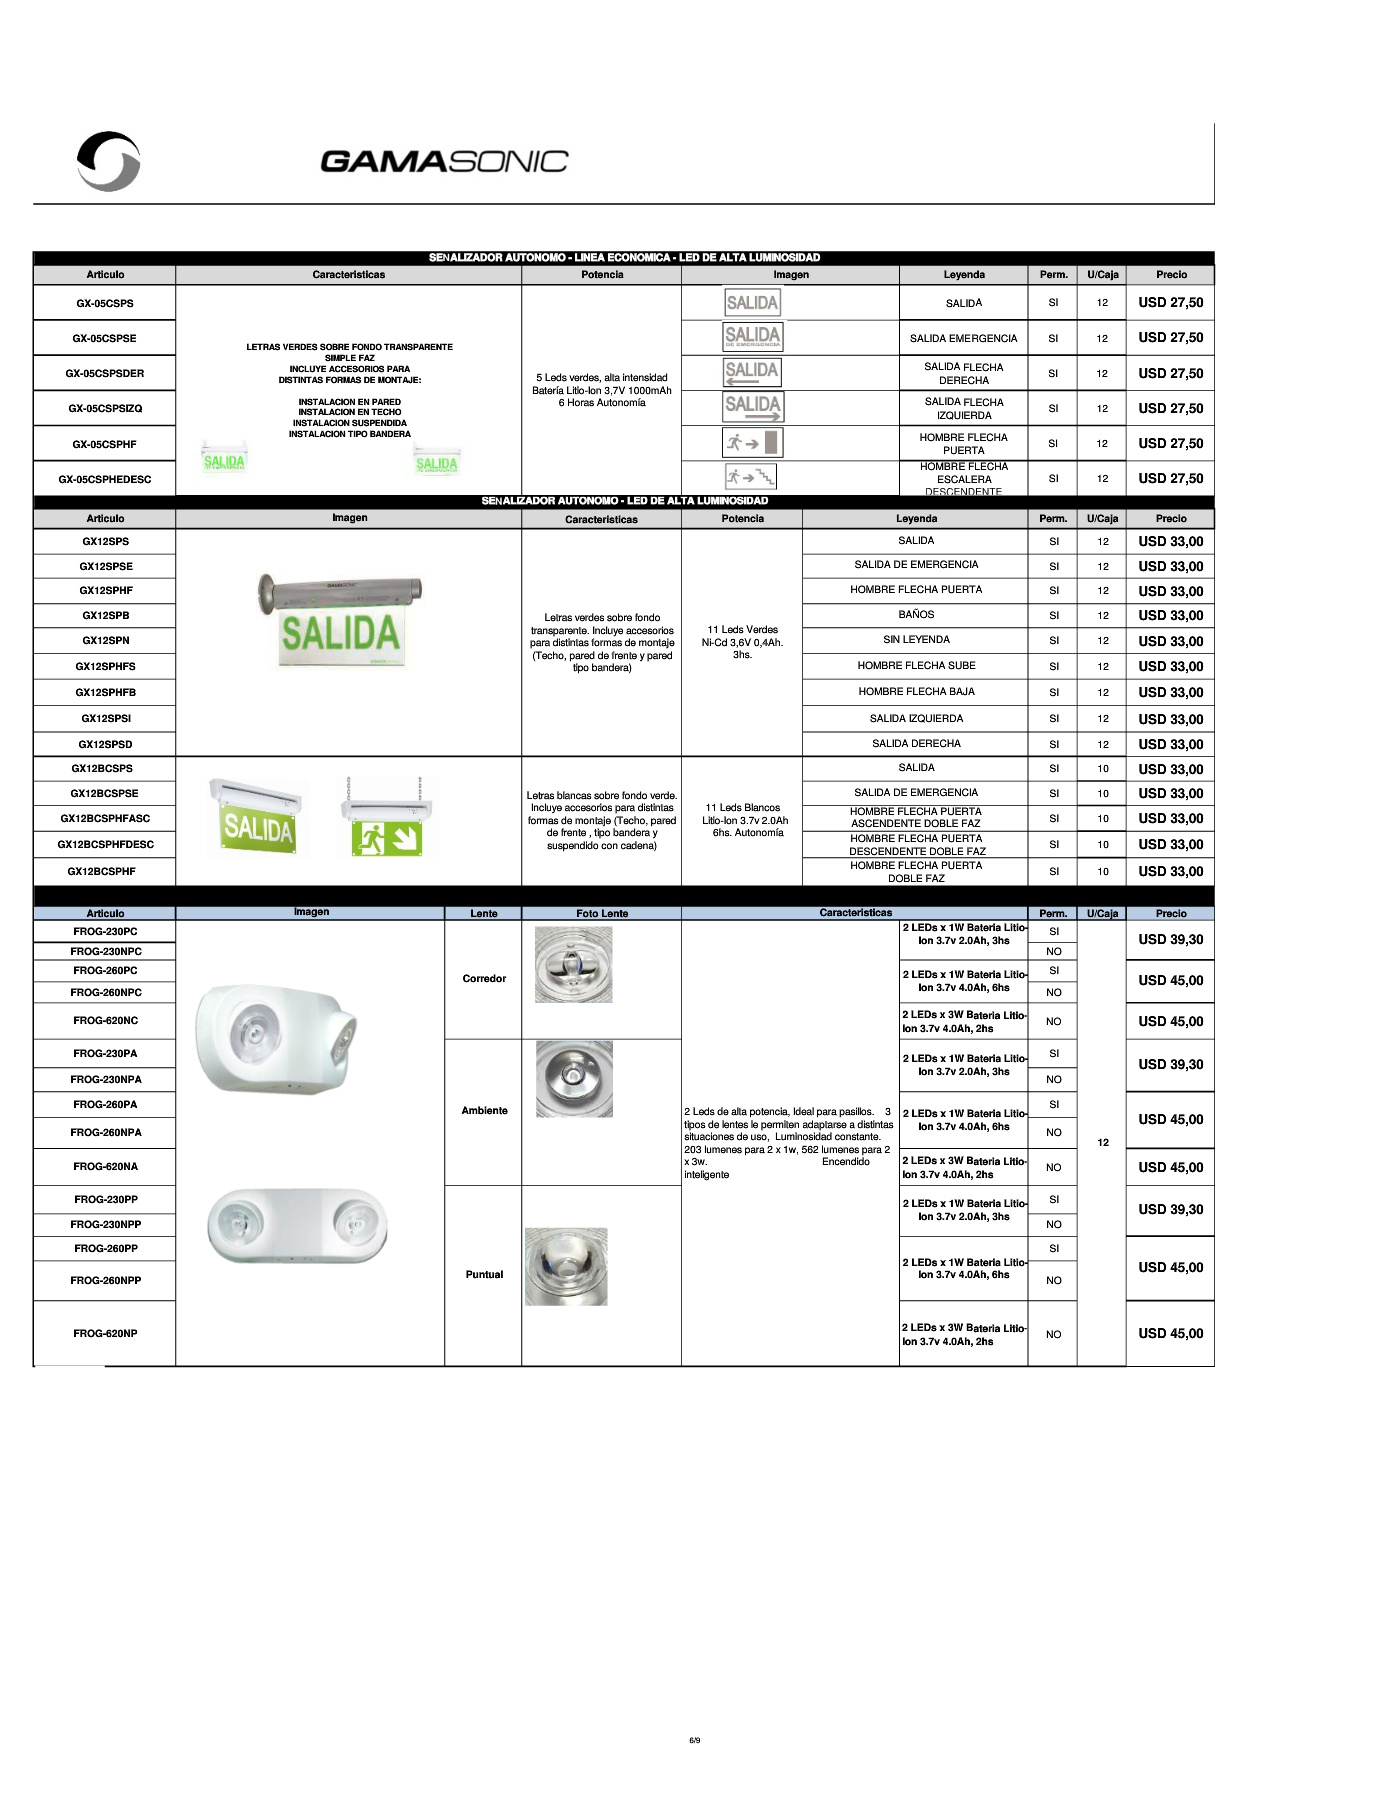 GAMASONIC
SEÑALIZADOR AUTONOMO - LINEA ECONOMICA - LED DE ALTA LUMINOSIDAD
Articulo Caracteristicas Potencia Imagen Leyenda Perm. U/Caja Precio
GX-05CSPS SALIDA SALIDA SI 12 USD 27,50
GX-05CSPSE SALIDA DE EMERGENCIA SALIDA EMERGENCIA SI 12 USD 27,50
GX-05CSPSDER SALIDA SALIDA FLECHA DERECHA SI 12 USD 27,50
GX-05CSPSIZQ SALIDA SALIDA FLECHA IZQUIERDA SI 12 USD 27,50
GX-05CSPHF HOMBRE FLECHA PUERTA SI 12 USD 27,50
GX-05CSPHEDESC HOMBRE FLECHA ESCALERA DESCENDENTE SI 12 USD 27,50
LETRAS VERDES SOBRE FONDO TRANSPARENTE
SIMPLE FAZ
INCLUYE ACCESORIOS PARA
DISTINTAS FORMAS DE MONTAJE:
INSTALACION EN PARED
INSTALACION EN TECHO
INSTALACION SUSPENDIDA
INSTALACION TIPO BANDERA
SALIDA
SALIDA
5 Leds verdes, alta intensidad
Batería Litio-Ion 3,7V 1000mAh
6 Horas Autonomía
SEÑALIZADOR AUTONOMO - LED DE ALTA LUMINOSIDAD
Articulo Imagen Caracteristicas Potencia Leyenda Perm. U/Caja Precio
GX12SPS SALIDA SI 12 USD 33,00
GX12SPSE SALIDA DE EMERGENCIA SI 12 USD 33,00
GX12SPHF HOMBRE FLECHA PUERTA SI 12 USD 33,00
GX12SPB BAÑOS SI 12 USD 33,00
GX12SPN SIN LEYENDA SI 12 USD 33,00
GX12SPHFS HOMBRE FLECHA SUBE SI 12 USD 33,00
GX12SPHFB HOMBRE FLECHA BAJA SI 12 USD 33,00
GX12SPSI SALIDA IZQUIERDA SI 12 USD 33,00
GX12SPSD SALIDA DERECHA SI 12 USD 33,00
GAMASONIC
SALIDA
Letras verdes sobre fondo
transparente. Incluye accesorios
para distintas formas de montaje
(Techo, pared de frente y pared
tipo bandera)
11 Leds Verdes
Ni-Cd 3,6V 0,4Ah.
3hs.
GX12BCSPS SALIDA SI 10 USD 33,00
GX12BCSPSE SALIDA DE EMERGENCIA SI 10 USD 33,00
GX12BCSPHFASC HOMBRE FLECHA PUERTA ASCENDENTE DOBLE FAZ SI 10 USD 33,00
GX12BCSPHFDESC HOMBRE FLECHA PUERTA DESCENDENTE DOBLE FAZ SI 10 USD 33,00
GX12BCSPHF HOMBRE FLECHA PUERTA DOBLE FAZ SI 10 USD 33,00
SALIDA
Letras blancas sobre fondo verde.
Incluye accesorios para distintas
formas de montaje (Techo, pared
de frente , tipo bandera y
suspendido con cadena)
11 Leds Blancos
Litio-Ion 3.7v 2.0Ah
6hs. Autonomía
Articulo Imagen Lente Foto Lente Caracteristicas Perm. U/Caja Precio
FROG-230PC SI
FROG-230NPC NO
2 LEDs x 1W Bateria Litio-
Ion 3.7v 2.0Ah, 3hs
USD 39,30
FROG-260PC SI
FROG-260NPC NO
2 LEDs x 1W Bateria Litio-
Ion 3.7v 4.0Ah, 6hs
USD 45,00
FROG-620NC NO
2 LEDs x 3W Bateria Litio-
Ion 3.7v 4.0Ah, 2hs
USD 45,00
Corredor
FROG-230PA SI
FROG-230NPA NO
2 LEDs x 1W Bateria Litio-
Ion 3.7v 2.0Ah, 3hs
USD 39,30
FROG-260PA SI
FROG-260NPA NO
2 LEDs x 1W Bateria Litio-
Ion 3.7v 4.0Ah, 6hs
USD 45,00
FROG-620NA NO
2 LEDs x 3W Bateria Litio-
Ion 3.7v 4.0Ah, 2hs
USD 45,00
Ambiente
2 Leds de alta potencia, Ideal para pasillos. 3
tipos de lentes le permiten adaptarse a distintas
situaciones de uso, Luminosidad constante.
203 lumenes para 2 x 1w, 562 lumenes para 2
x 3w. Encendido
inteligente
12
FROG-230PP SI
FROG-230NPP NO
2 LEDs x 1W Bateria Litio-
Ion 3.7v 2.0Ah, 3hs
USD 39,30
FROG-260PP SI
FROG-260NPP NO
2 LEDs x 1W Bateria Litio-
Ion 3.7v 4.0Ah, 6hs
USD 45,00
FROG-620NP NO
2 LEDs x 3W Bateria Litio-
Ion 3.7v 4.0Ah, 2hs
USD 45,00
Puntual
6/9